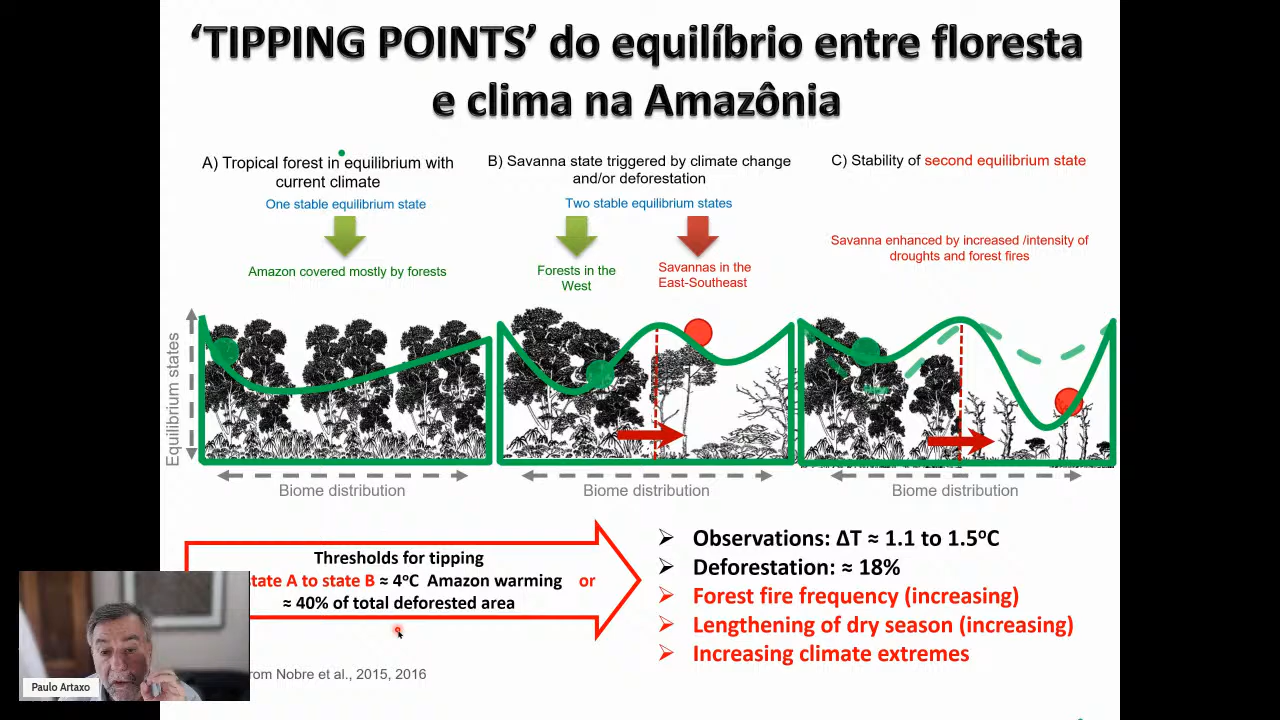 ‘TIPPING POINTS’ do equilíbrio entre floresta
e clima na Amazônia
A) Tropical forest in equilibrium with
current climate
One stable equilibrium state
Amazon covered mostly by forests
B) Savanna state triggered by climate change
and/or deforestation
Two stable equilibrium states
Forests in the
West
Savannas in the
East-Southeast
C) Stability of second equilibrium state
Savanna enhanced by increased /intensity of
droughts and forest fires
Equilibrium states
Biome distribution
Biome distribution
Biome distribution
Thresholds for tipping
state A to state B ≈ 4ºC Amazon warming or
≈ 40% of total deforested area
➢ Observations: ΔT ≈ 1.1 to 1.5ºC
➢ Deforestation: ≈ 18%
➢ Forest fire frequency (increasing)
➢ Lengthening of dry season (increasing)
➢ Increasing climate extremes
rom Nobre et al., 2015, 2016
Paulo Artaxo